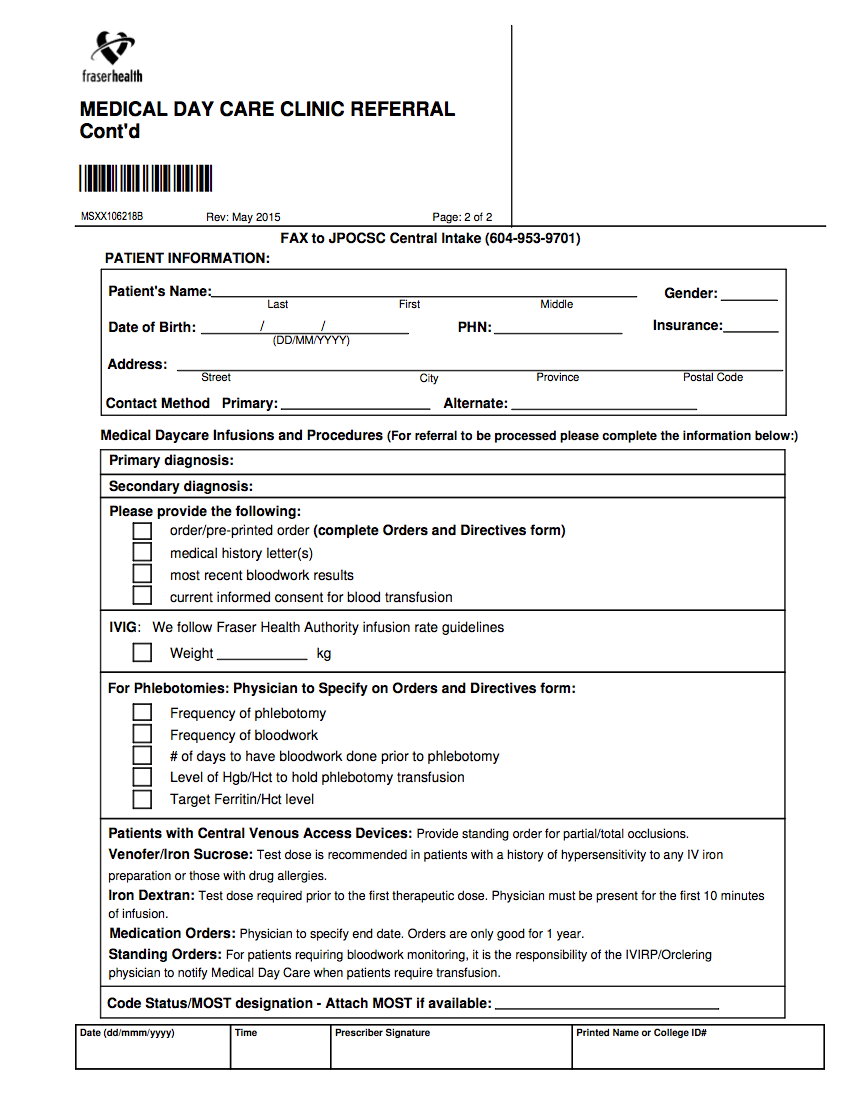 fraserhealth
MEDICAL DAY CARE CLINIC REFERRAL
Cont'd
MSXX106218B Rev: May 2015 Page: 2 of 2
FAX to JPOCSC Central Intake (604-953-9701)
PATIENT INFORMATION:
Patient's Name:__________ Gender: ______
Last First Middle
Date of Birth: ______/______/______ PHN: __________ Insurance:______
(DD/MM/YYYY)
Address: __________
Street City Province Postal Code
Contact Method Primary: __________ Alternate: __________
Medical Daycare Infusions and Procedures (For referral to be processed please complete the information below:)
Primary diagnosis:
Secondary diagnosis:
Please provide the following:
order/pre-printed order (complete Orders and Directives form)
medical history letter(s)
most recent bloodwork results
current informed consent for blood transfusion
IVIG: We follow Fraser Health Authority infusion rate guidelines
Weight __________ kg
For Phlebotomies: Physician to Specify on Orders and Directives form:
Frequency of phlebotomy
Frequency of bloodwork
# of days to have bloodwork done prior to phlebotomy
Level of Hgb/Hct to hold phlebotomy transfusion
Target Ferritin/Hct level
Patients with Central Venous Access Devices: Provide standing order for partial/total occlusions.
Venofer/Iron Sucrose: Test dose is recommended in patients with a history of hypersensitivity to any IV iron
preparation or those with drug allergies.
Iron Dextran: Test dose required prior to the first therapeutic dose. Physician must be present for the first 10 minutes
of infusion.
Medication Orders: Physician to specify end date. Orders are only good for 1 year.
Standing Orders: For patients requiring bloodwork monitoring, it is the responsibility of the IVIRP/Orclering
physician to notify Medical Day Care when patients require transfusion.
Code Status/MOST designation - Attach MOST if available: __________
Date (dd/mmm/yyyy) Time Prescriber Signature Printed Name or College ID#